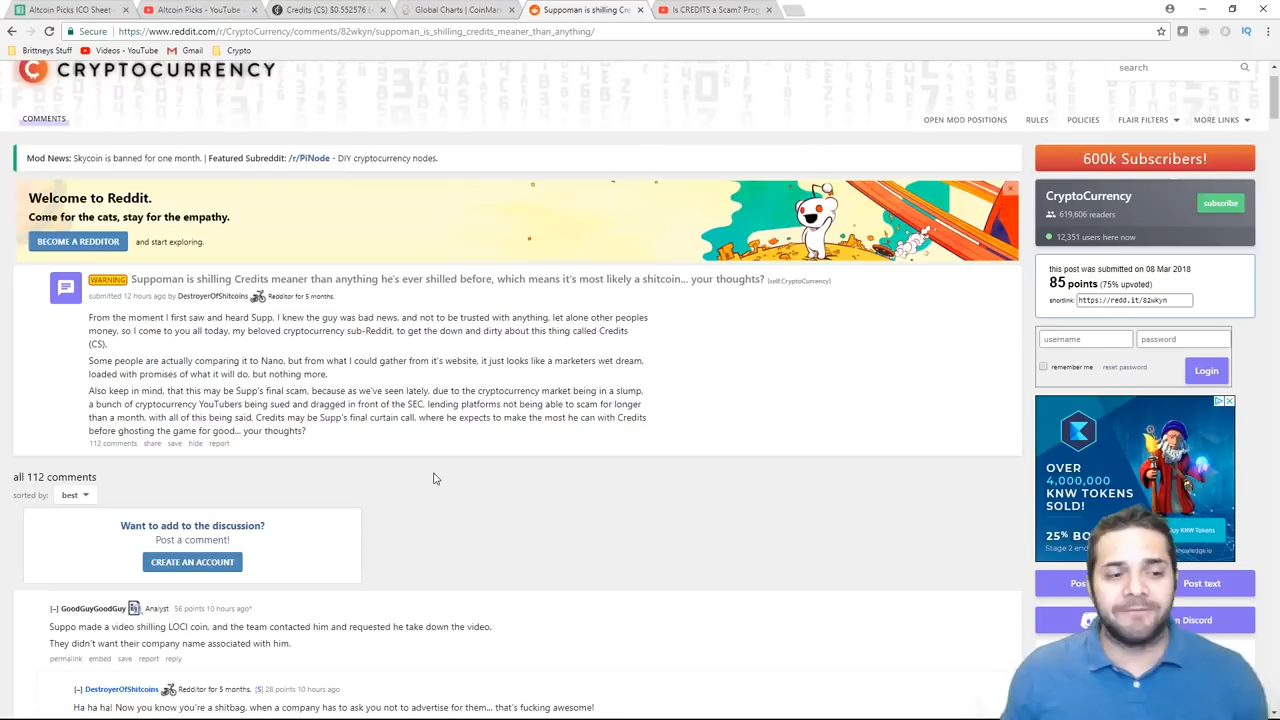 Altcoin Picks ICO Sheet
Altcoin Picks - YouTube
Credits (CS) $0.552576
Global Charts | CoinMark
Suppoman is shilling Cre
Is CREDITS a Scam? Prog
Secure https://www.reddit.com/r/CryptoCurrency/comments/82wkyn/suppoman_is_shilling_credits_meaner_than_anything/
Brittneys Stuff Videos - YouTube Gmail Crypto
CRYPTOCURRENCY
search
COMMENTS
OPEN MOD POSITIONS RULES POLICIES FLAIR FILTERS MORE LINKS
Mod News: Skycoin is banned for one month. | Featured Subreddit: /r/PiNode - DIY cryptocurrency nodes.
600k Subscribers!
Welcome to Reddit.
Come for the cats, stay for the empathy.
BECOME A REDDITOR and start exploring.
CryptoCurrency
subscribe
619,606 readers
12,351 users here now
WARNING Suppoman is shilling Credits meaner than anything he's ever shilled before, which means it's most likely a shitcoin... your thoughts? (self.CryptoCurrency)
submitted 12 hours ago by DestroyerOfShitcoins Redditor for 5 months.
From the moment I first saw and heard Supp, I knew the guy was bad news, and not to be trusted with anything, let alone other peoples
money, so I come to you all today, my beloved cryptocurrency sub-Reddit, to get the down and dirty about this thing called Credits
(CS).
Some people are actually comparing it to Nano, but from what I could gather from it's website, it just looks like a marketers wet dream,
loaded with promises of what it will do, but nothing more.
Also keep in mind, that this may be Supp's final scam, because as we've seen lately, due to the cryptocurrency market being in a slump,
a bunch of cryptocurrency YouTubers being sued and dragged in front of the SEC, lending platforms not being able to scam for longer
than a month, with all of this being said, Credits may be Supp's final curtain call, where he expects to make the most he can with Credits
before ghosting the game for good... your thoughts?
112 comments share save hide report
this post was submitted on 08 Mar 2018
85 points (75% upvoted)
shortlink: https://redd.it/82wkyn
username password
remember me reset password Login
OVER
4,000,000
KNW TOKENS
SOLD!
25% BO
Stage 2 end
Buy KNW Tokens
all 112 comments
sorted by: best
Want to add to the discussion?
Post a comment!
CREATE AN ACCOUNT
Post text
Discord
[–] GoodGuyGoodGuy Analyst 56 points 10 hours ago*
Suppo made a video shilling LOCI coin, and the team contacted him and requested he take down the video.
They didn't want their company name associated with him.
permalink embed save report reply
[–] DestroyerOfShitcoins Redditor for 5 months. [S] 28 points 10 hours ago
Ha ha ha! Now you know you're a shitbag, when a company has to ask you not to advertise for them... that's fucking awesome!